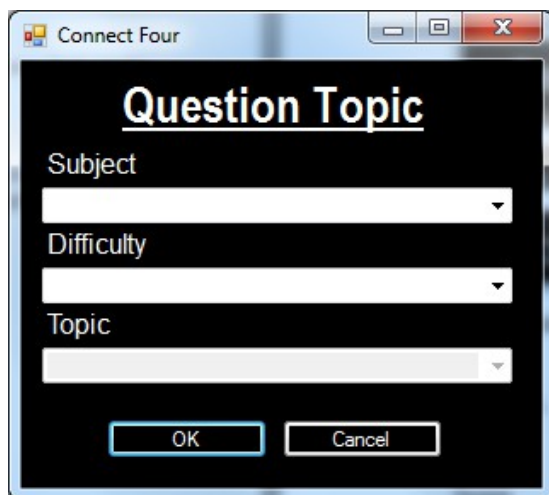 Connect Four
Question Topic
Subject
Difficulty
Topic
OK Cancel